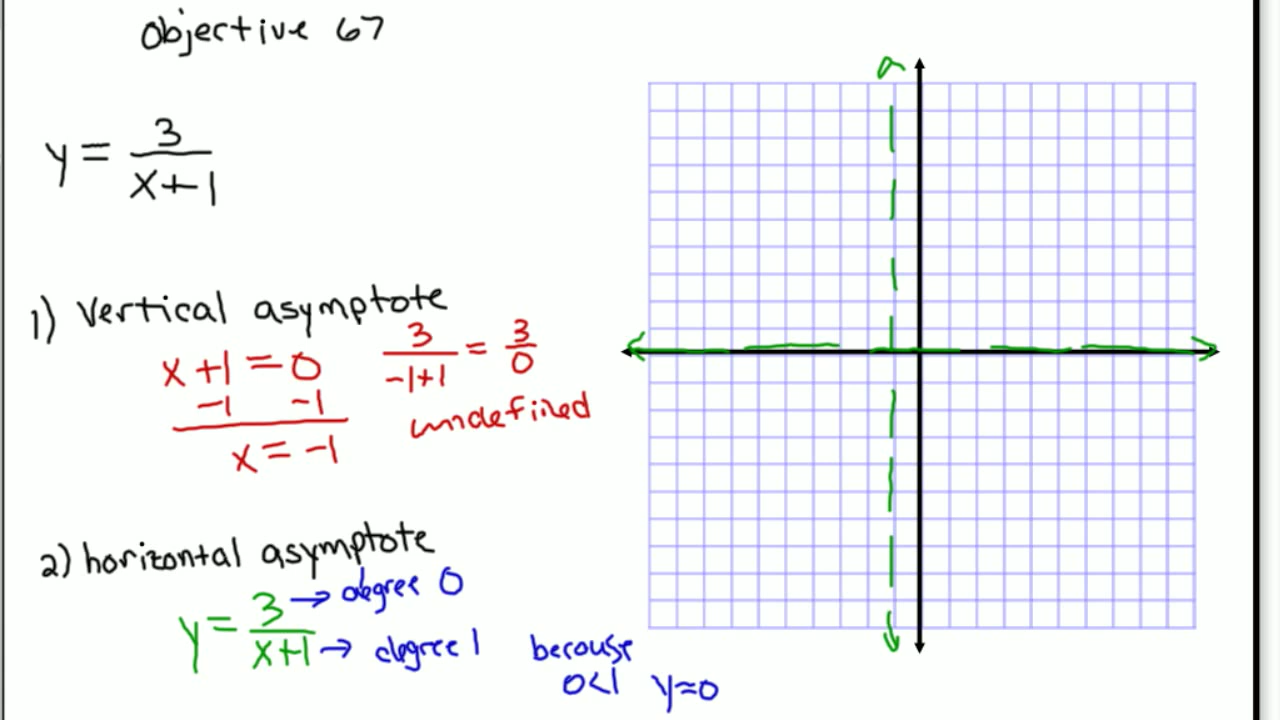 Objective 67
y = 3/(x+1)
1) Vertical asymptote
x + 1 = 0
-1 -1
x = -1
3/(-1+1) = 3/0
undefined
2) horizontal asymptote
y = 3/(x+1)
→ degree 0
→ degree 1
because
0<1 y=0